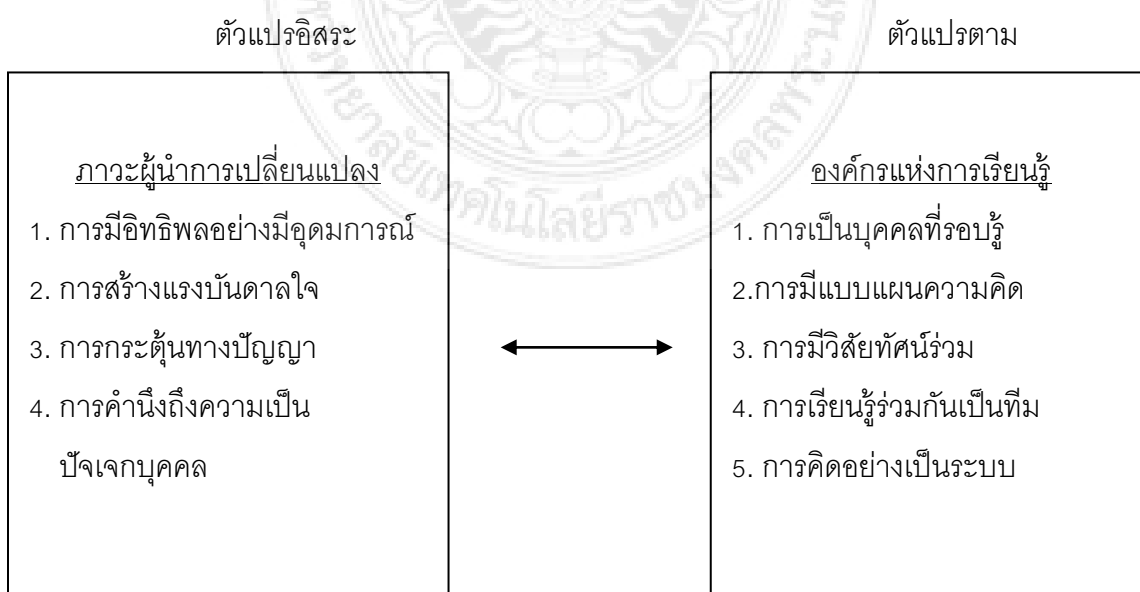 ตัวแปรอิสระ
ตัวแปรตาม
ภาวะผู้นำการเปลี่ยนแปลง
1. การมีอิทธิพลอย่างมีอุดมการณ์
2. การสร้างแรงบันดาลใจ
3. การกระตุ้นทางปัญญา
4. การคำนึงถึงความเป็น
ปัจเจกบุคคล
องค์กรแห่งการเรียนรู้
1. การเป็นบุคคลที่รอบรู้
2.การมีแบบแผนความคิด
3. การมีวิสัยทัศน์ร่วม
4. การเรียนรู้ร่วมกันเป็นทีม
5. การคิดอย่างเป็นระบบ